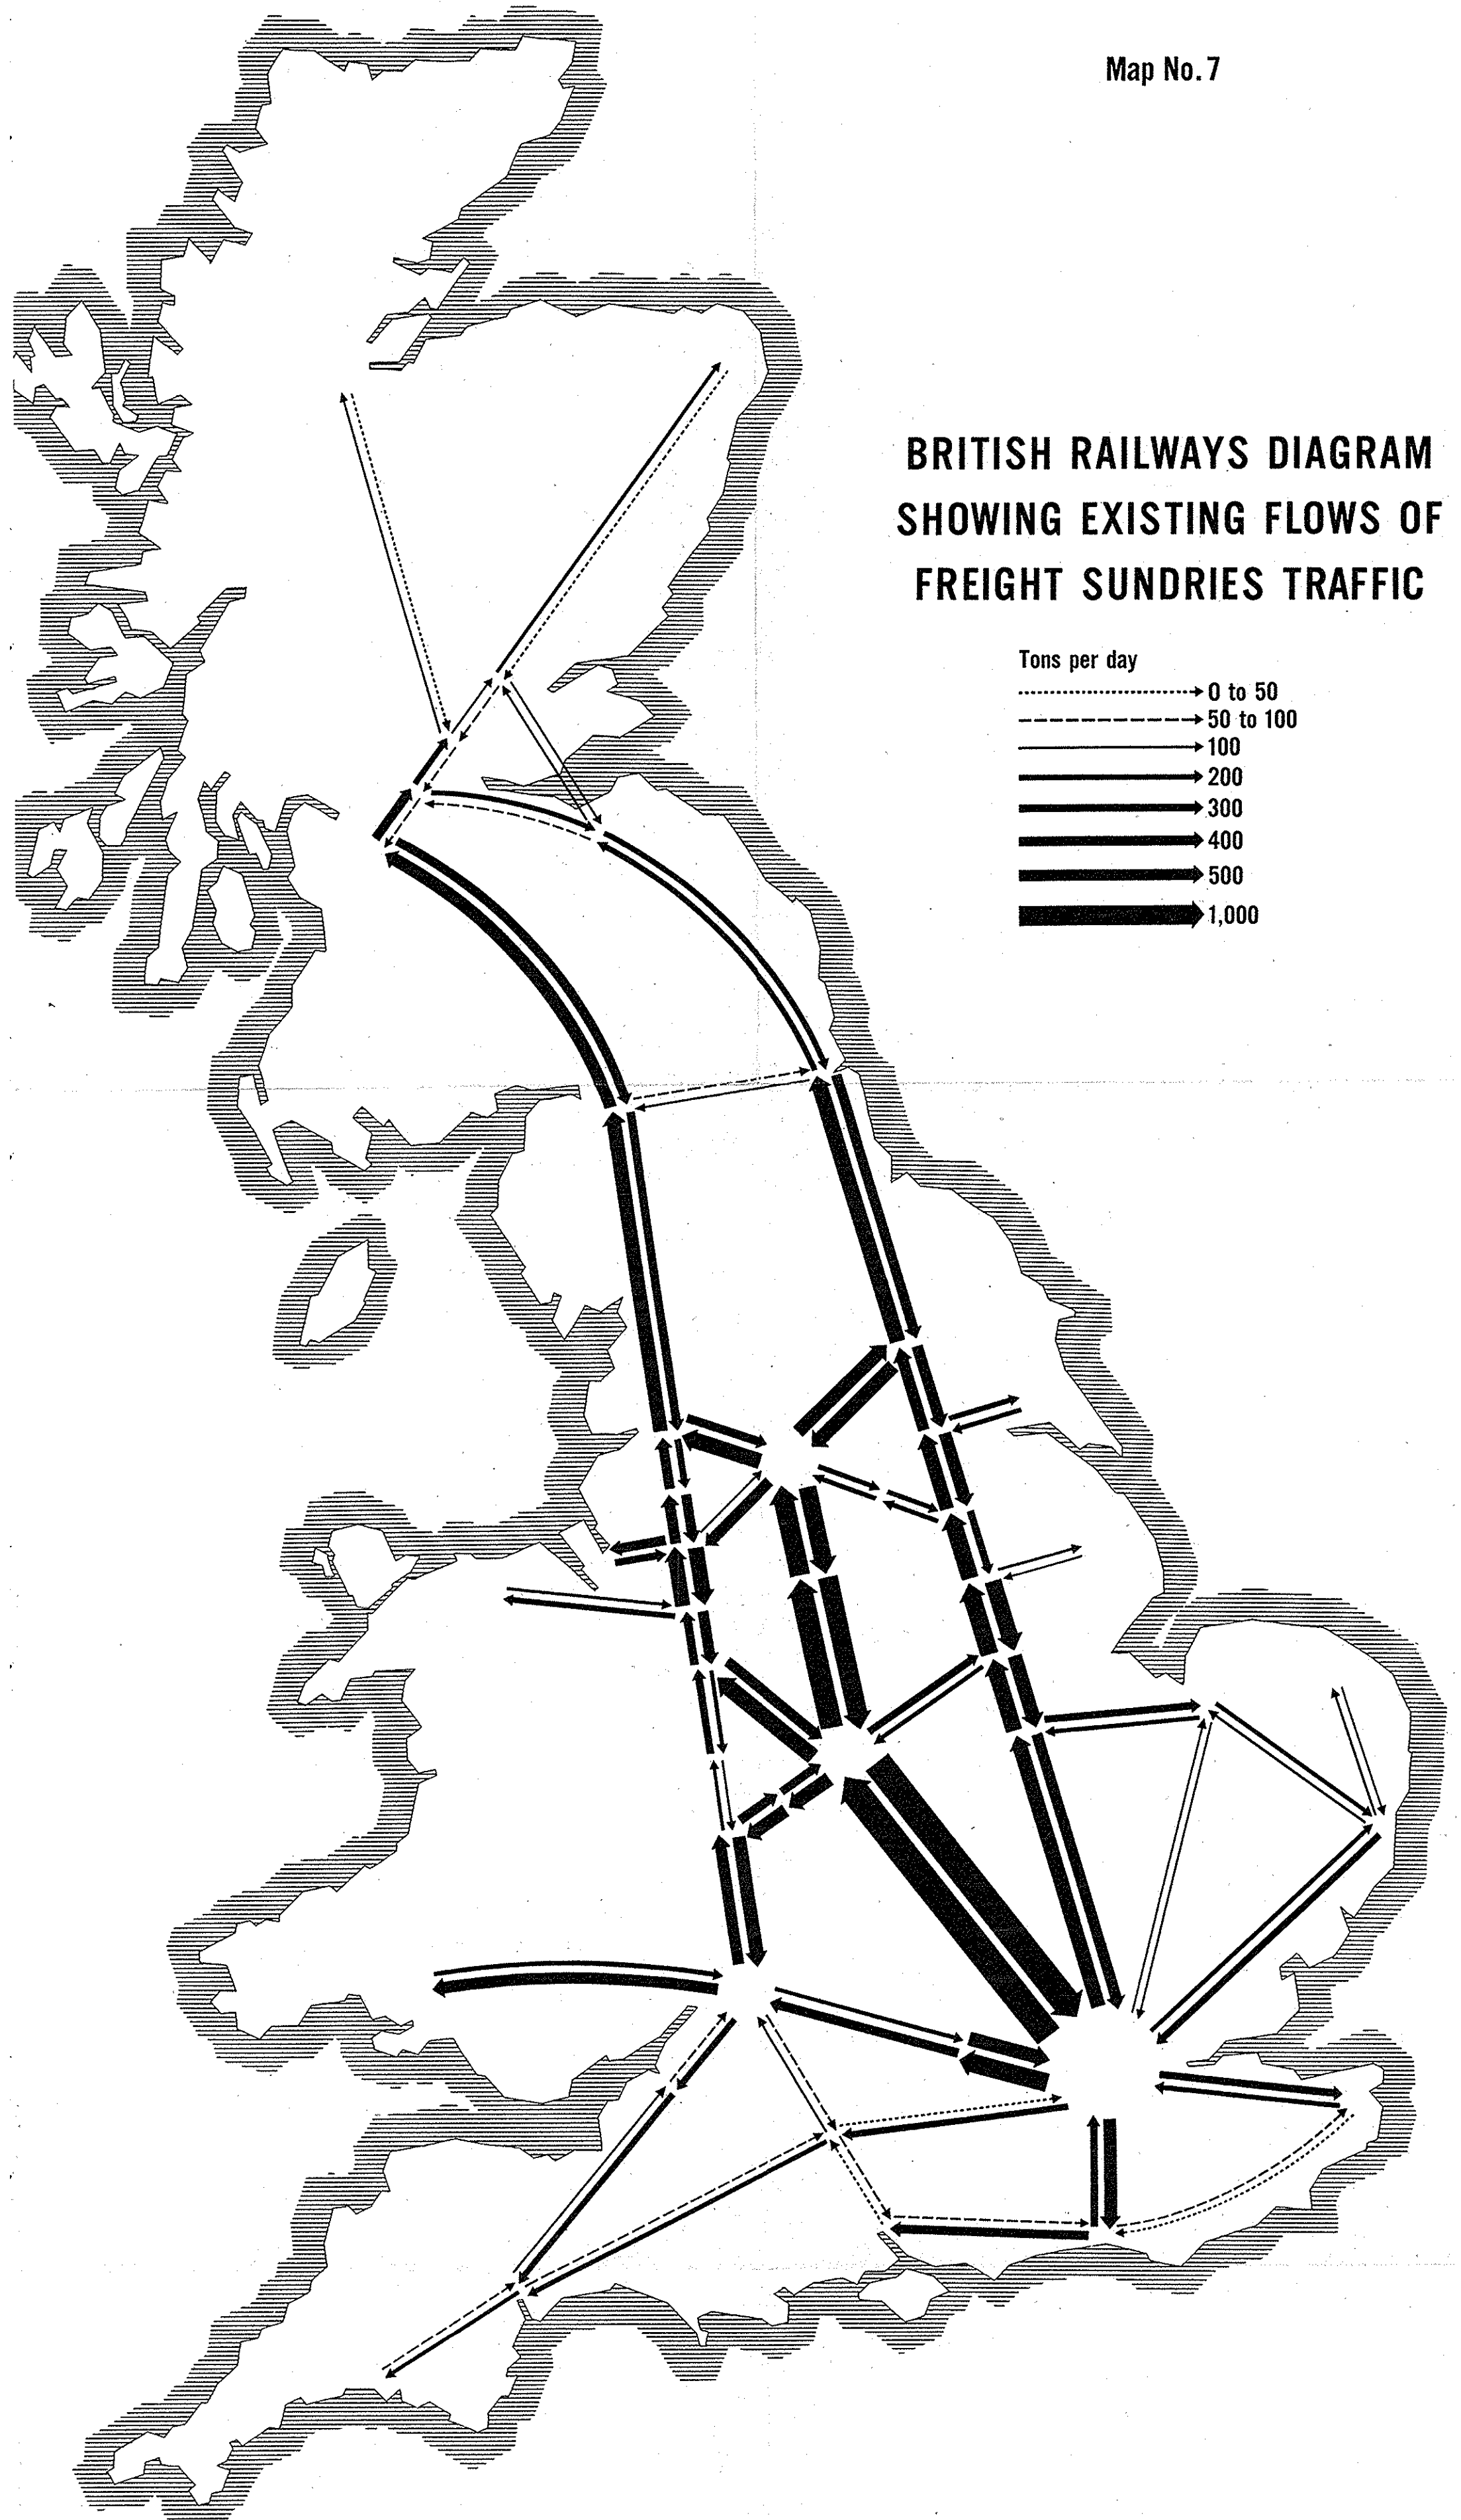 Map No. 7
BRITISH RAILWAYS DIAGRAM
SHOWING EXISTING FLOWS OF
FREIGHT SUNDRIES TRAFFIC
Tons per day
0 to 50
50 to 100
100
200
300
400
500
1,000